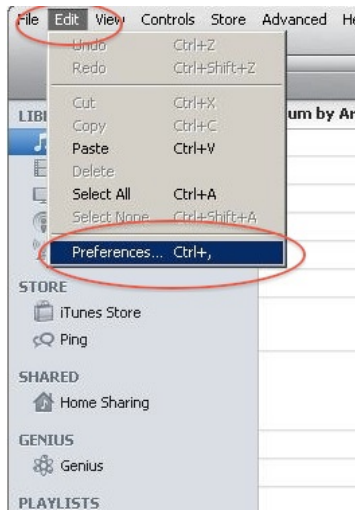 File Edit View Controls Store Advanced He
Undo Ctrl+Z
Redo Ctrl+Shift+Z
Cut Ctrl+X
Copy Ctrl+C
Paste Ctrl+V
Delete
Select All Ctrl+A
Select None Ctrl+Shift+A
Preferences... Ctrl+,
LIB
um by Ar
STORE
iTunes Store
Ping
SHARED
Home Sharing
GENIUS
Genius
PLAYLISTS